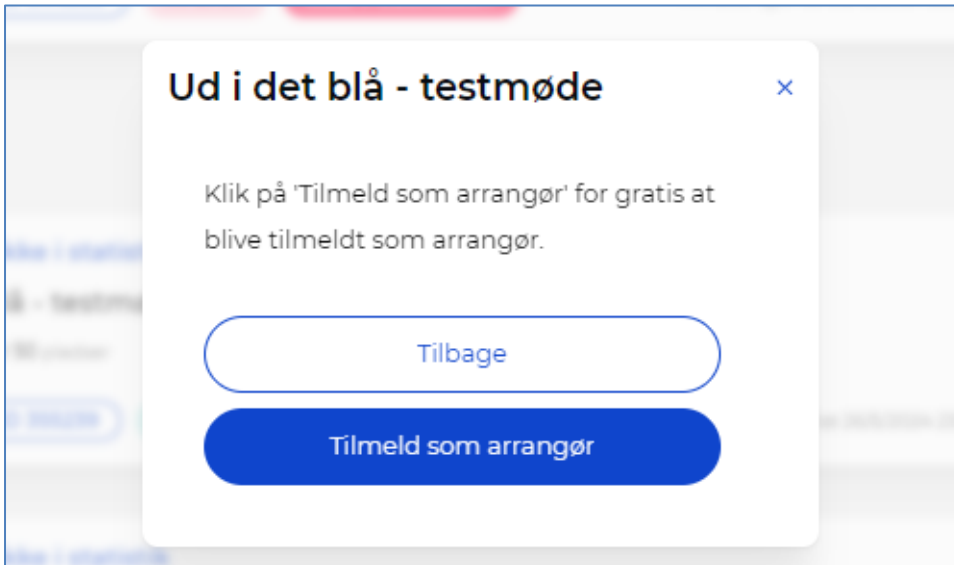 Ud i det blå - testmøde
×
Klik på 'Tilmeld som arrangør' for gratis at
blive tilmeldt som arrangør.
Tilbage
Tilmeld som arrangør